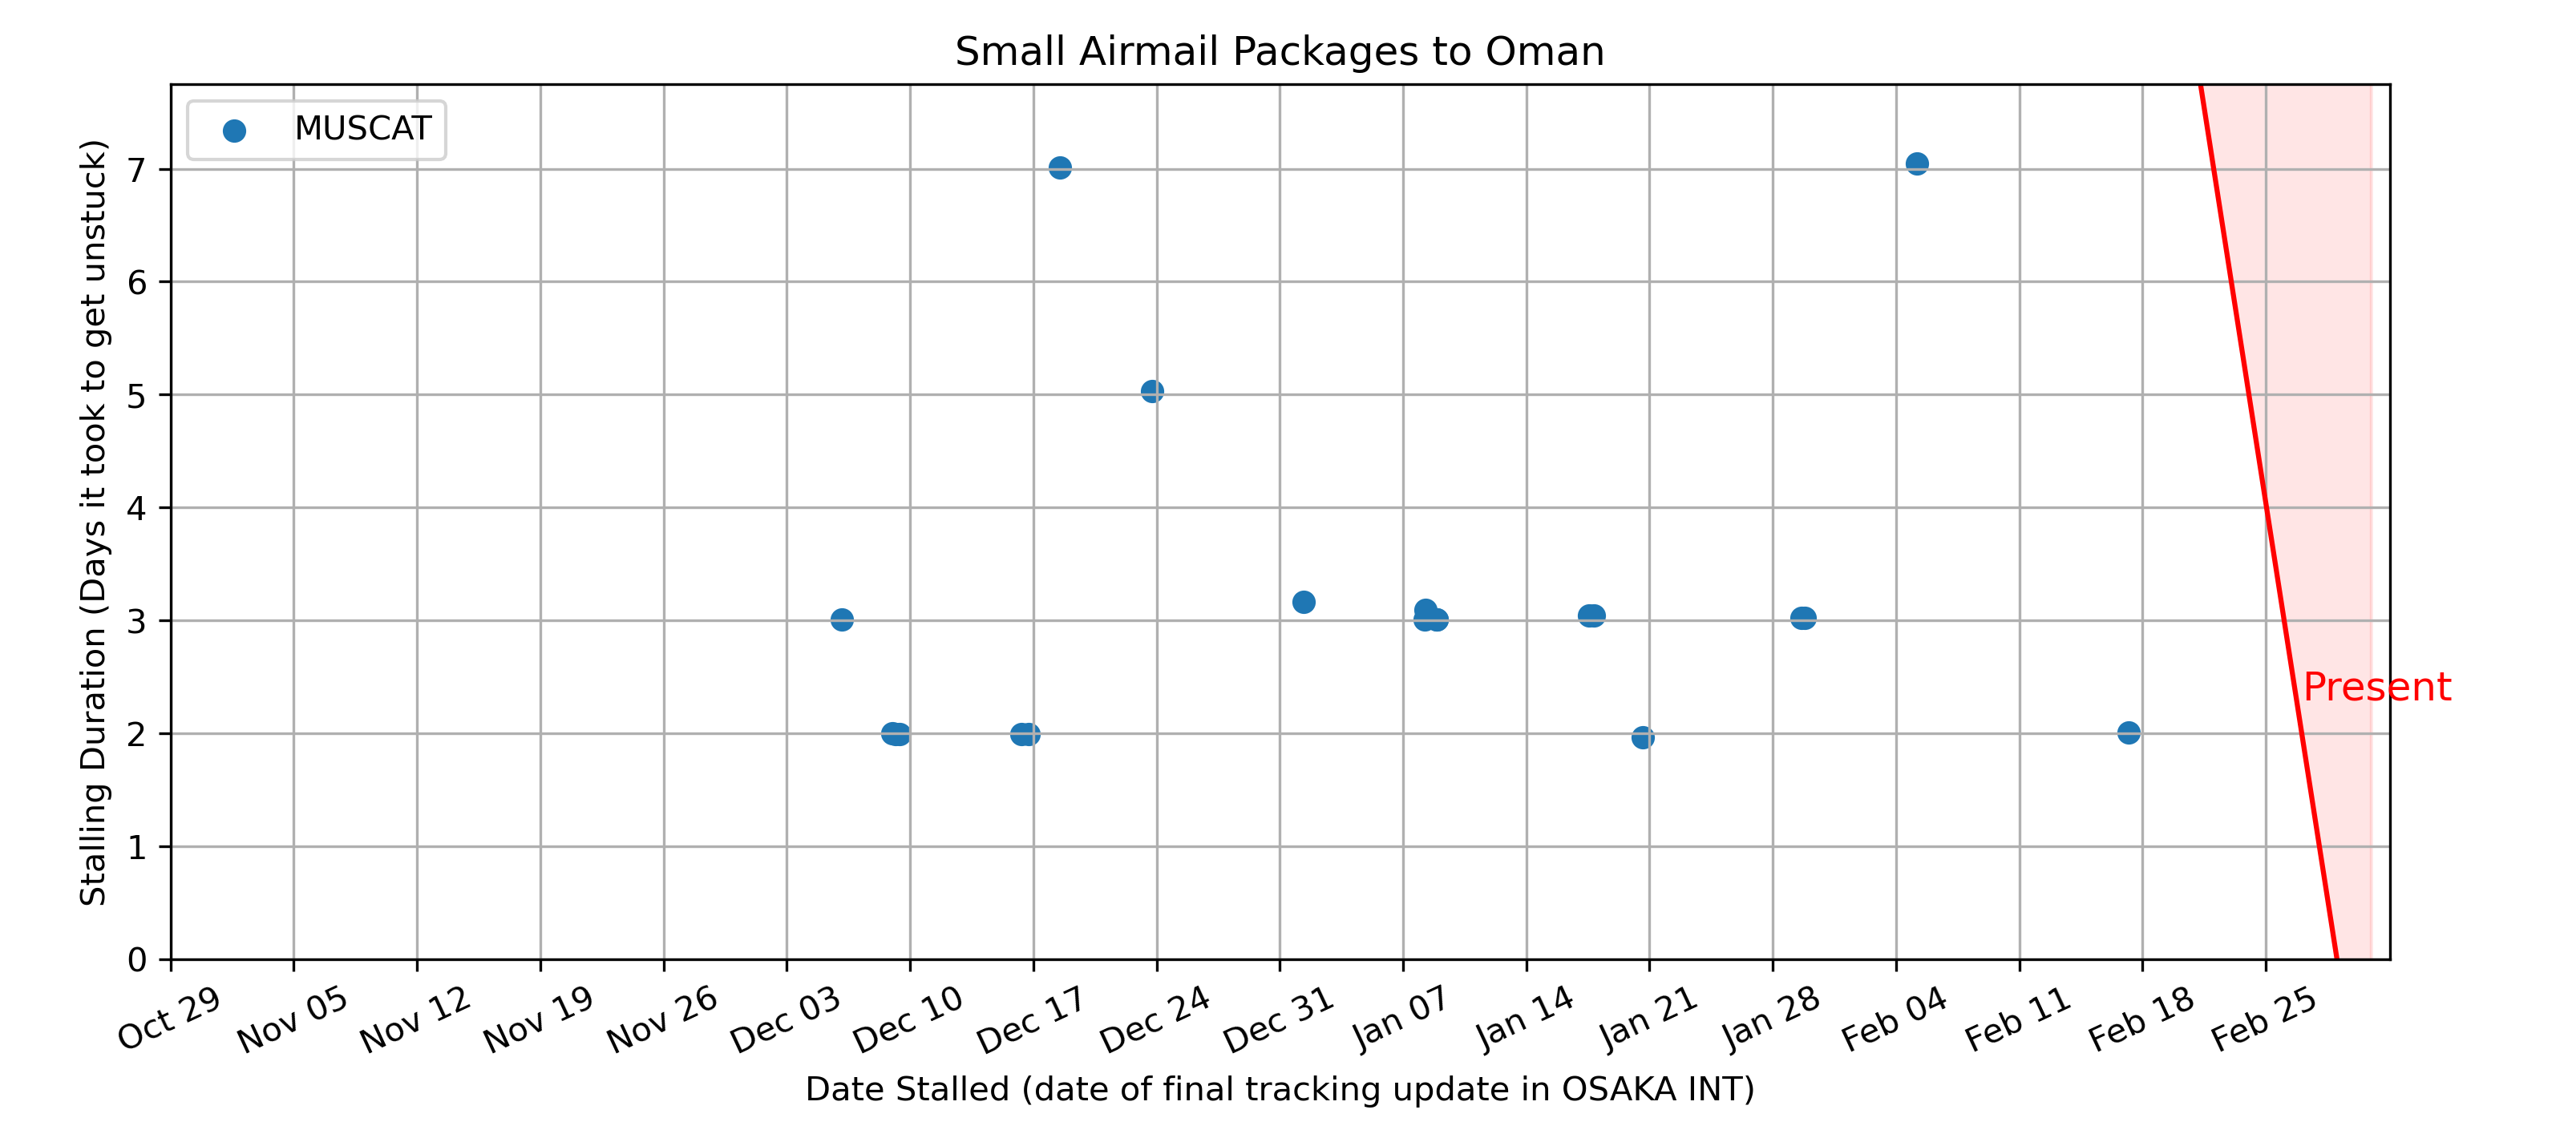 Small Airmail Packages to Oman
MUSCAT
Stalling Duration (Days it took to get unstuck)
7
6
5
4
3
2
1
0
Present
Oct 29
Nov 05
Nov 12
Nov 19
Nov 26
Dec 03
Dec 10
Dec 17
Dec 24
Dec 31
Jan 07
Jan 14
Jan 21
Jan 28
Feb 04
Feb 11
Feb 18
Feb 25
Date Stalled (date of final tracking update in OSAKA INT)